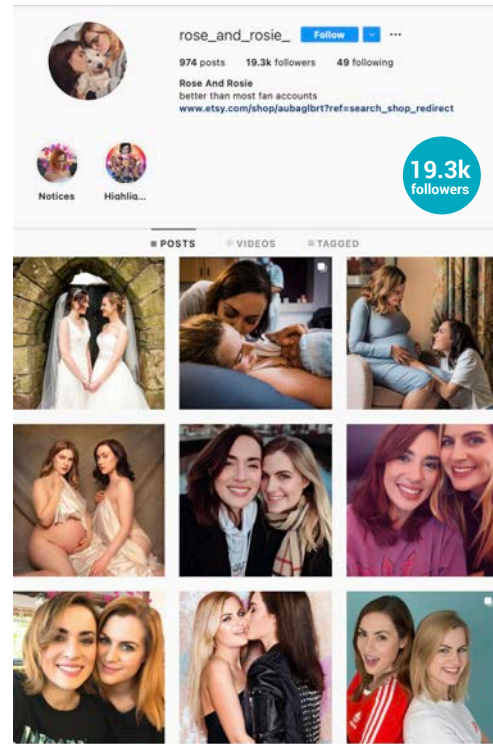 rose_and_rosie_ Follow
974 posts 19.3k followers 49 following
Rose And Rosie
better than most fan accounts
www.etsy.com/shop/aubaglbrt?ref=search_shop_redirect
Notices Highlig...
19.3k
followers
POSTS VIDEOS TAGGED